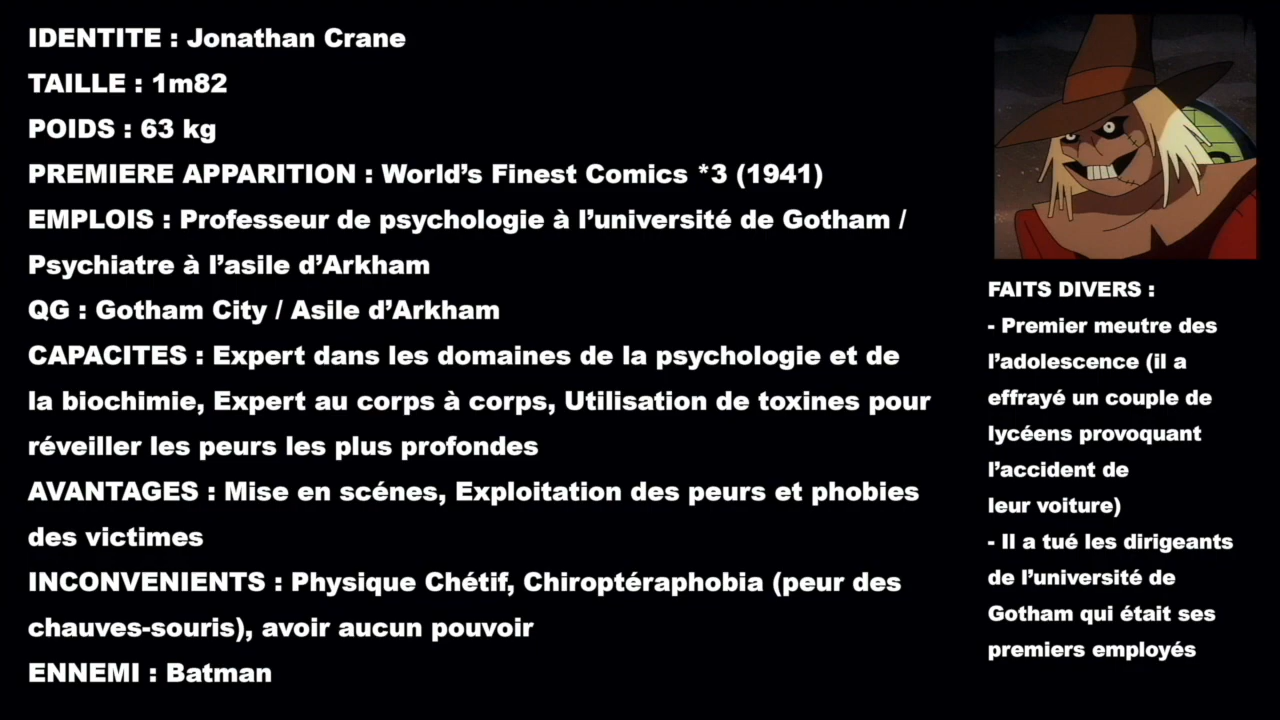 IDENTITE : Jonathan Crane
TAILLE : 1m82
POIDS : 63 kg
PREMIERE APPARITION : World’s Finest Comics *3 (1941)
EMPLOIS : Professeur de psychologie à l’université de Gotham /
Psychiatre à l’asile d’Arkham
QG : Gotham City / Asile d’Arkham
CAPACITES : Expert dans les domaines de la psychologie et de
la biochimie, Expert au corps à corps, Utilisation de toxines pour
réveiller les peurs les plus profondes
AVANTAGES : Mise en scénes, Exploitation des peurs et phobies
des victimes
INCONVENIENTS : Physique Chétif, Chiroptéraphobia (peur des
chauves-souris), avoir aucun pouvoir
ENNEMI : Batman
FAITS DIVERS :
- Premier meutre des
l’adolescence (il a
effrayé un couple de
lycéens provoquant
l’accident de
leur voiture)
- Il a tué les dirigeants
de l’université de
Gotham qui était ses
premiers employés